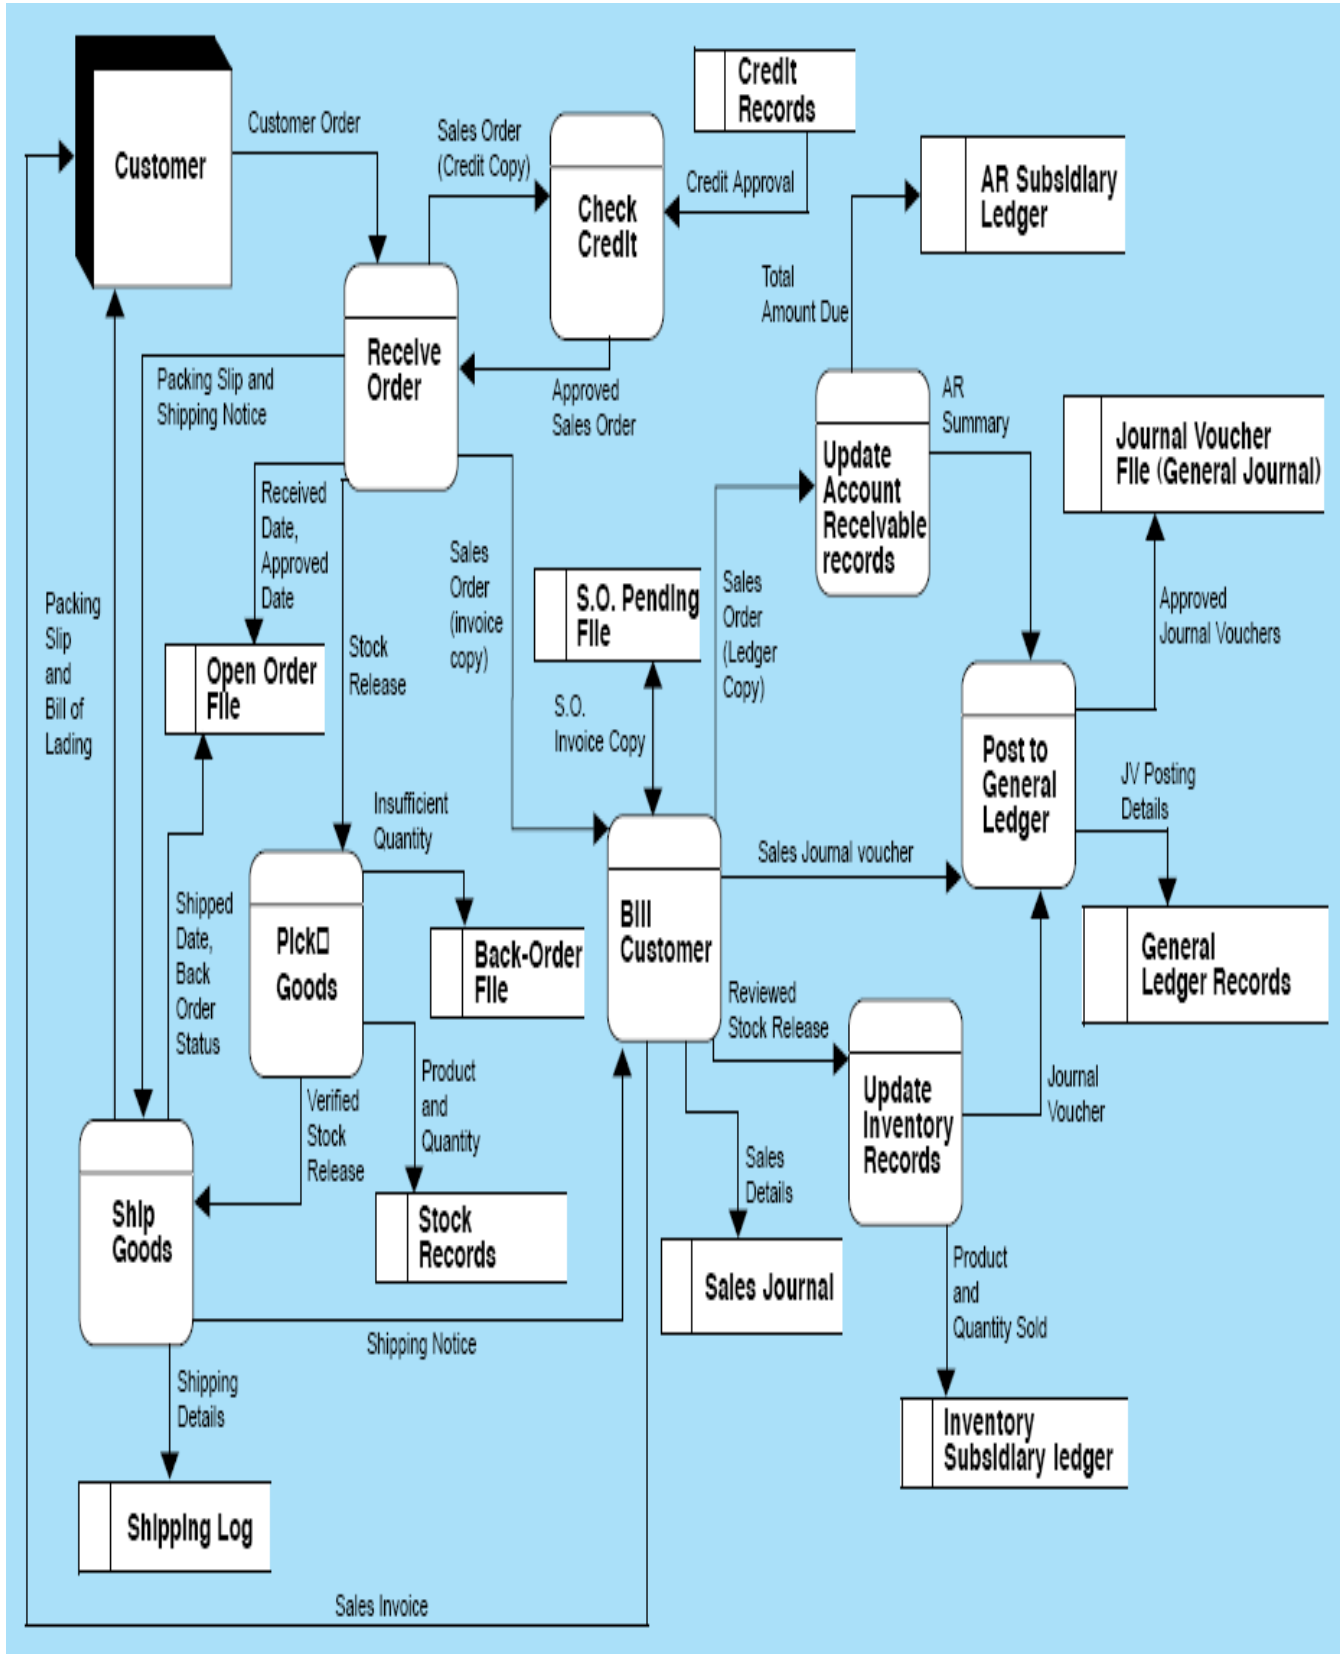 Credit
Records
Customer Order
Sales Order
(Credit Copy)
Customer
Credit Approval
AR Subsidiary
Ledger
Check
Credit
Total
Amount Due
Receive
Order
Packing Slip and
Shipping Notice
Approved
Sales Order
AR
Summary
Journal Voucher
File (General Journal)
Update
Account
Receivable
records
Received
Date,
Approved
Date
Sales
Order
(invoice
copy)
S.O. Pending
File
Sales
Order
(Ledger
Copy)
Packing
Slip
and
Bill of
Lading
Approved
Journal Vouchers
Stock
Release
Open Order
File
S.O.
Invoice Copy
Post to
General
Ledger
JV Posting
Details
Insufficient
Quantity
Sales Journal voucher
Shipped
Date,
Back
Order
Status
Pick□
Goods
Back-Order
File
Bill
Customer
General
Ledger Records
Reviewed
Stock Release
Product
and
Quantity
Verified
Stock
Release
Update
Inventory
Records
Journal
Voucher
Sales
Details
Ship
Goods
Stock
Records
Sales Journal
Product
and
Quantity Sold
Shipping Notice
Shipping
Details
Inventory
Subsidiary ledger
Shipping Log
Sales Invoice